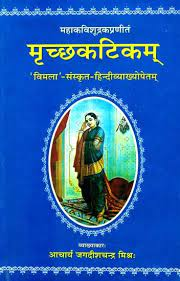 महाकविशूद्रकप्रणीतं
मृच्छकटिकम्
'विमला'-संस्कृत-हिन्दीव्याख्योपेतम्
व्याख्याकारः
आचार्य जगदीशचन्द्र मिश्रः